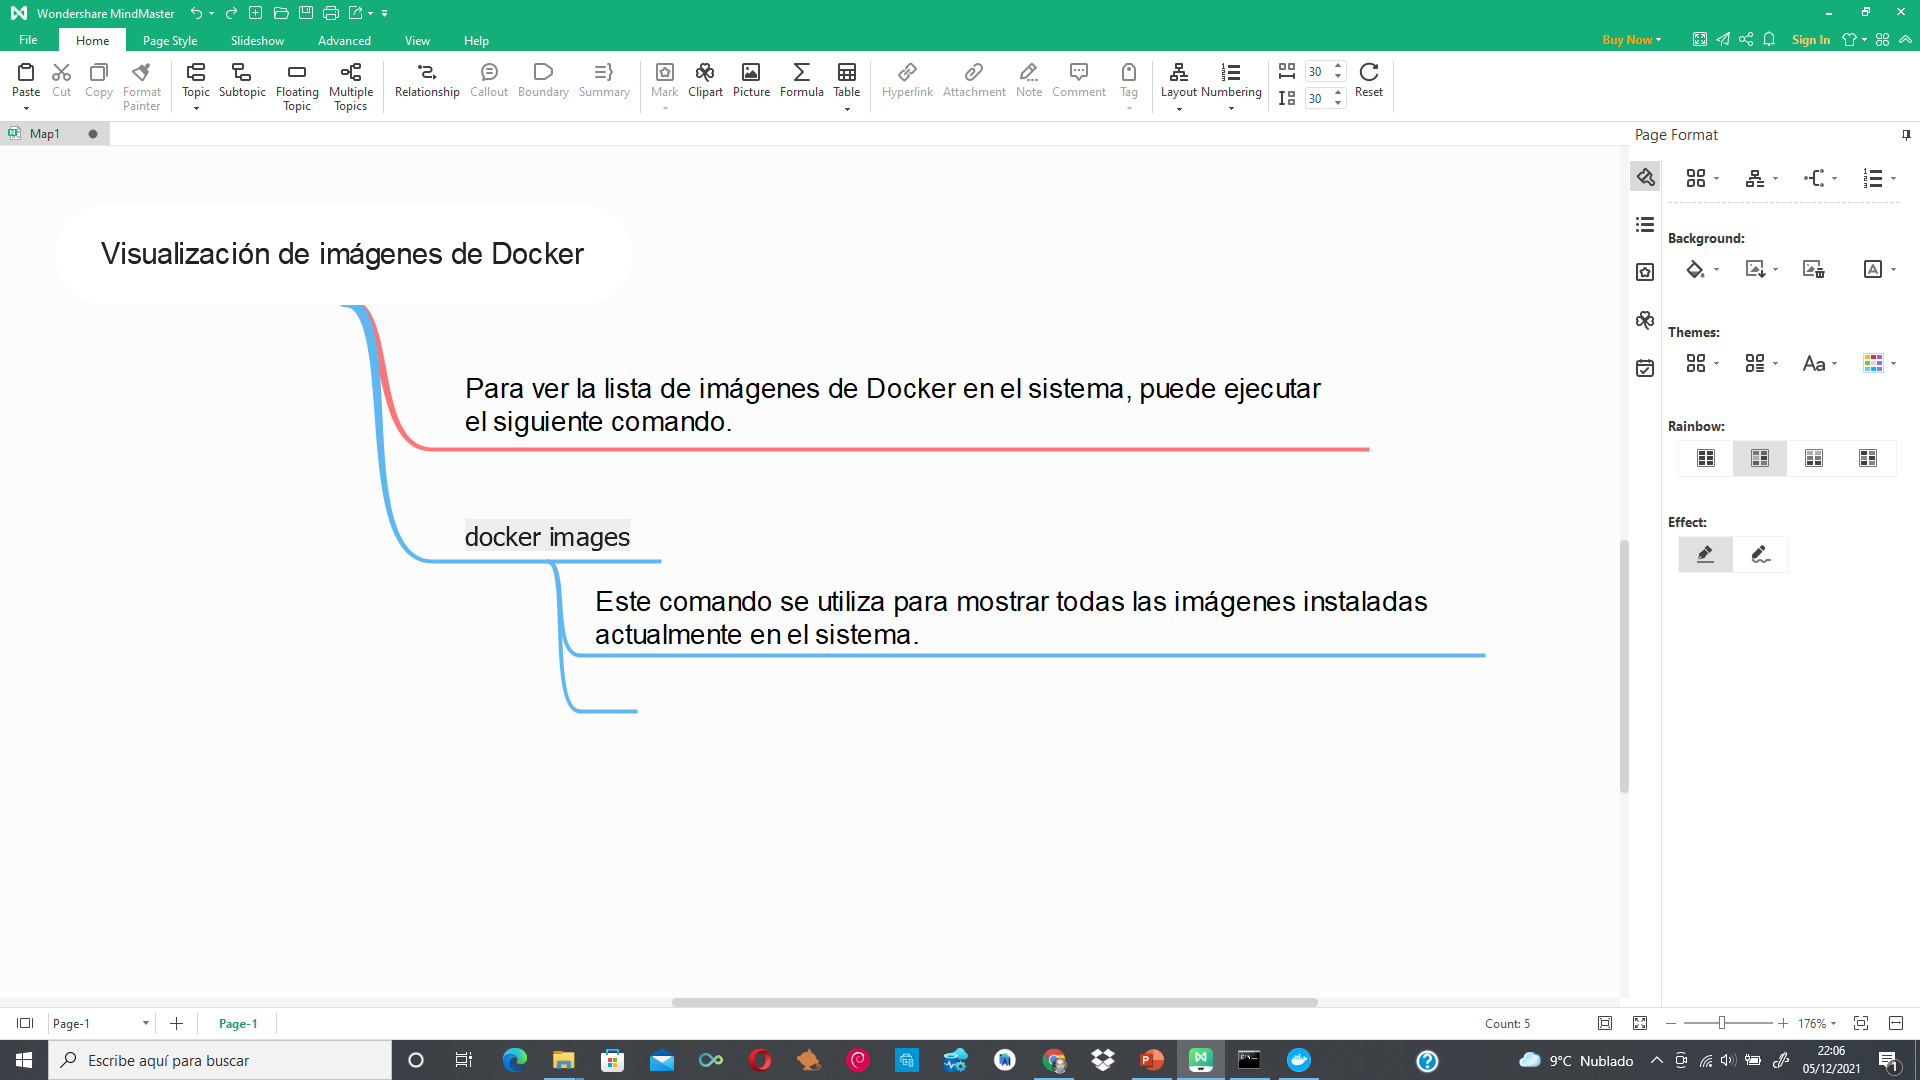 Wondershare MindMaster
File Home Page Style Slideshow Advanced View Help
Buy Now Sign In
Paste Cut Copy Format Painter
Topic Subtopic Floating Topic Multiple Topics
Relationship Callout Boundary Summary
Mark Clipart Picture Formula Table
Hyperlink Attachment Note Comment Tag
Layout Numbering 30 30 Reset
Map1
Page Format
Visualización de imágenes de Docker
Para ver la lista de imágenes de Docker en el sistema, puede ejecutar
el siguiente comando.
docker images
Este comando se utiliza para mostrar todas las imágenes instaladas
actualmente en el sistema.
Background:
Themes:
Aa
Rainbow:
Effect:
Page-1 Page-1 Count: 5 176%
Escribe aquí para buscar
9°C Nublado
22:06
05/12/2021
1